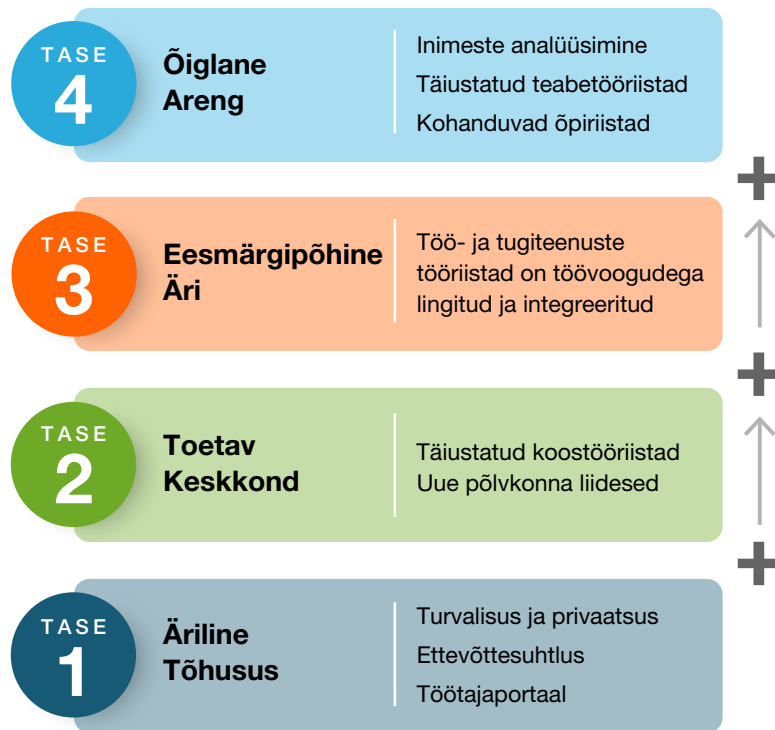 TASE
4
Õiglane
Areng
Inimeste analüüsimine
Täiustatud teabetööriistad
Kohanduvad õpiriistad
+
TASE
3
Eesmärgipõhine
Äri
Töö- ja tugiteenuste
tööriistad on töövoogudega
lingitud ja integreeritud
+
TASE
2
Toetav
Keskkond
Täiustatud koostööriistad
Uue põlvkonna liidesed
+
TASE
1
Äriline
Tõhusus
Turvalisus ja privaatsus
Ettevõttesuhtlus
Töötajaportaal